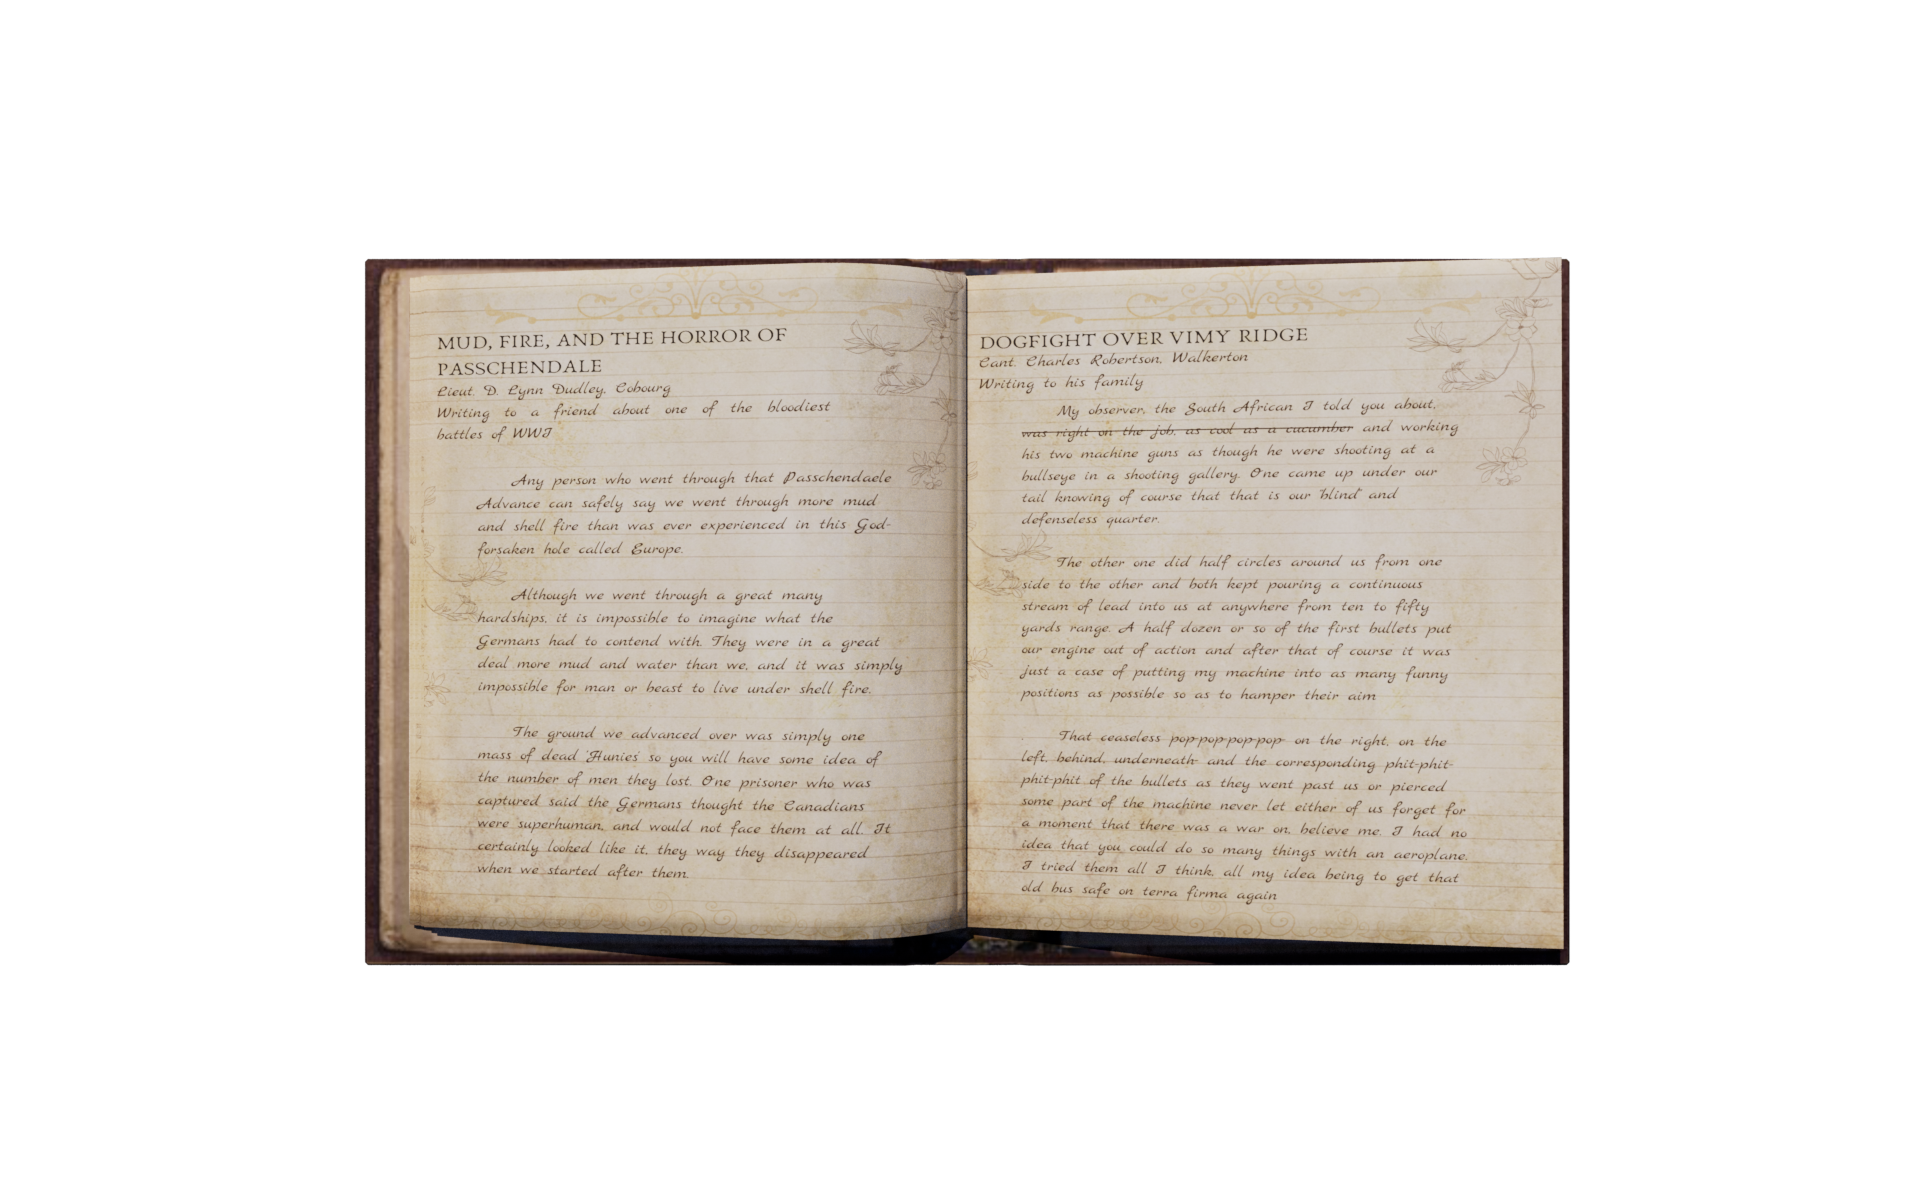 MUD, FIRE, AND THE HORROR OF
PASSCHENDALE
Lieut. D. Lynn Dudley, Cobourg
Writing to a friend about one of the bloodiest
battles of WWI
Any person who went through that Passchendaele
Advance can safely say we went through more mud
and shell fire than was ever experienced in this God-
forsaken hole called Europe.
Although we went through a great many
hardships, it is impossible to imagine what the
Germans had to contend with. They were in a great
deal more mud and water than we, and it was simply
impossible for man or beast to live under shell fire.
The ground we advanced over was simply one
mass of dead 'Hunies' so you will have some idea of
the number of men they lost. One prisoner who was
captured said the Germans thought the Canadians
were superhuman, and would not face them at all. It
certainly looked like it, they way they disappeared
when we started after them.
DOGFIGHT OVER VIMY RIDGE
Cant. Charles Robertson, Walkerton
Writing to his family
My observer, the South African I told you about,
was right on the job, as cool as a cucumber and working
his two machine guns as though he were shooting at a
bullseye in a shooting gallery. One came up under our
tail knowing of course that that is our 'blind' and
defenseless quarter.
The other one did half circles around us from one
side to the other and both kept pouring a continuous
stream of lead into us at anywhere from ten to fifty
yards range. A half dozen or so of the first bullets put
our engine out of action and after that of course it was
just a case of putting my machine into as many funny
positions as possible so as to hamper their aim
That ceaseless pop-pop-pop-pop- on the right, on the
left, behind, underneath- and the corresponding phit-phit-
phit-phit of the bullets as they went past us or pierced
some part of the machine never let either of us forget for
a moment that there was a war on, believe me. I had no
idea that you could do so many things with an aeroplane.
I tried them all I think, all my idea being to get that
old bus safe on terra firma again